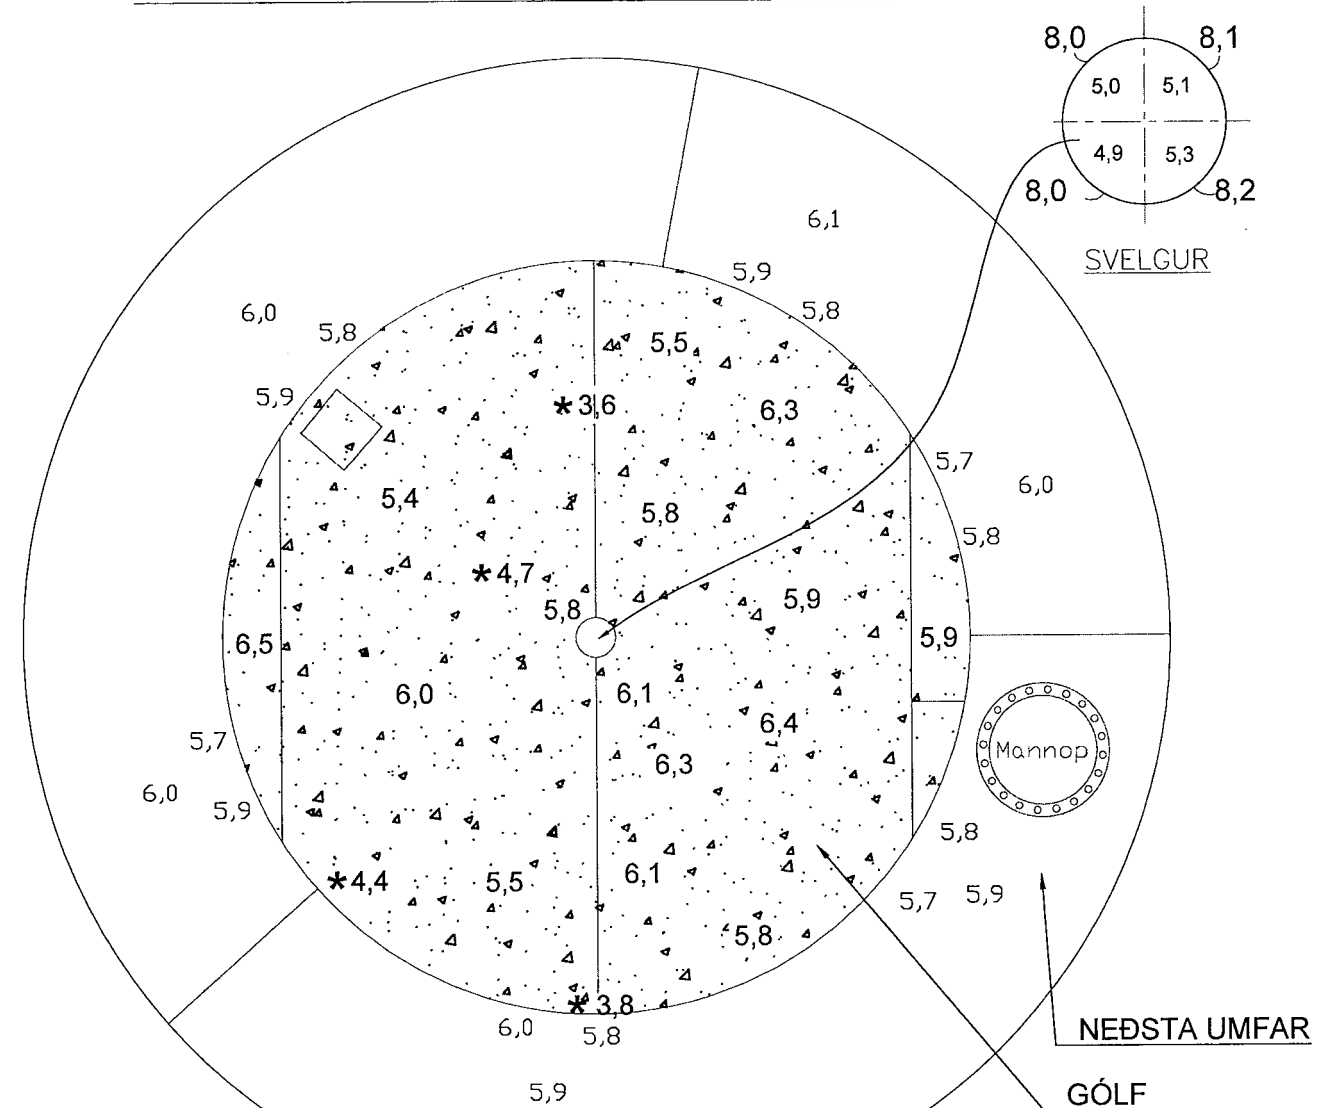 8,0 8,1
5,0 5,1
4,9 5,3
8,0 8,2
SVELGUR
6,1
5,9
6,0 5,8 5,8
5,5
5,9 * 3,6 6,3
5,7
5,4 5,8 6,0
5,8
* 4,7
5,8 5,9
6,5 5,9
6,0 6,1
6,4
5,7 6,3 Mannop
6,0 5,9
5,8
* 4,4 5,5 6,1
5,7 5,9
5,8
* 3,8
6,0 5,8
NEÐSTA UMFAR
5,9 GÓLF